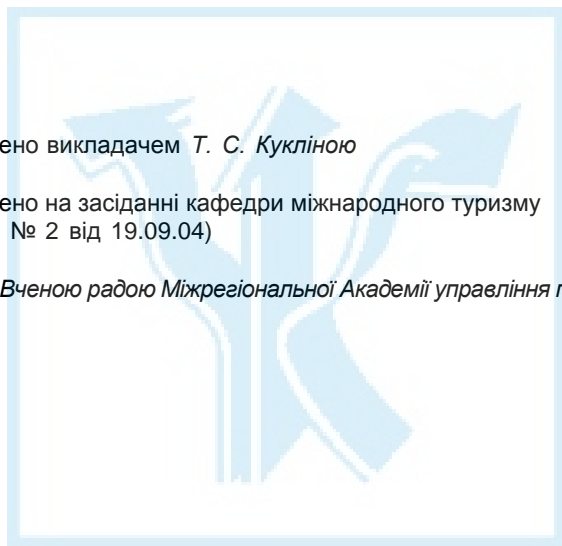 ено викладачем Т. С. Кукліною
ено на засіданні кафедри міжнародного туризму
№ 2 від 19.09.04)
Вченою радою Міжрегіональної Академії управління п